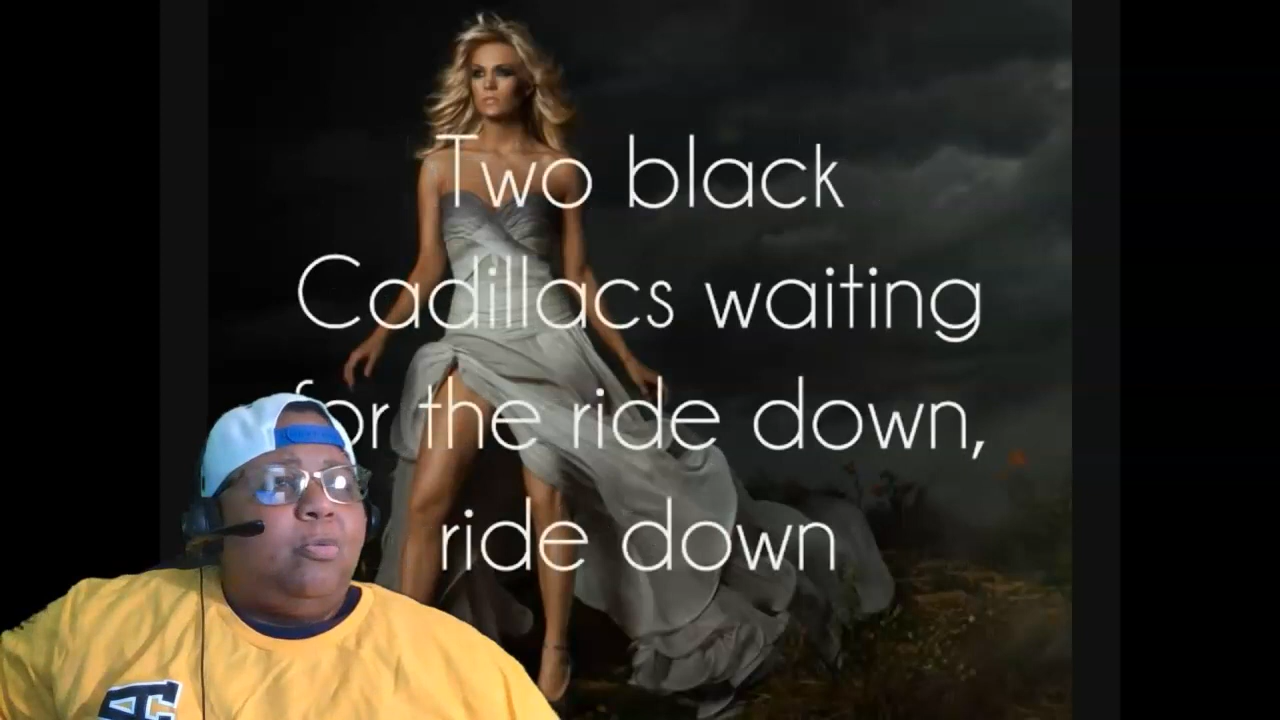 Two black
Cadillacs waiting
for the ride down,
ride down
A